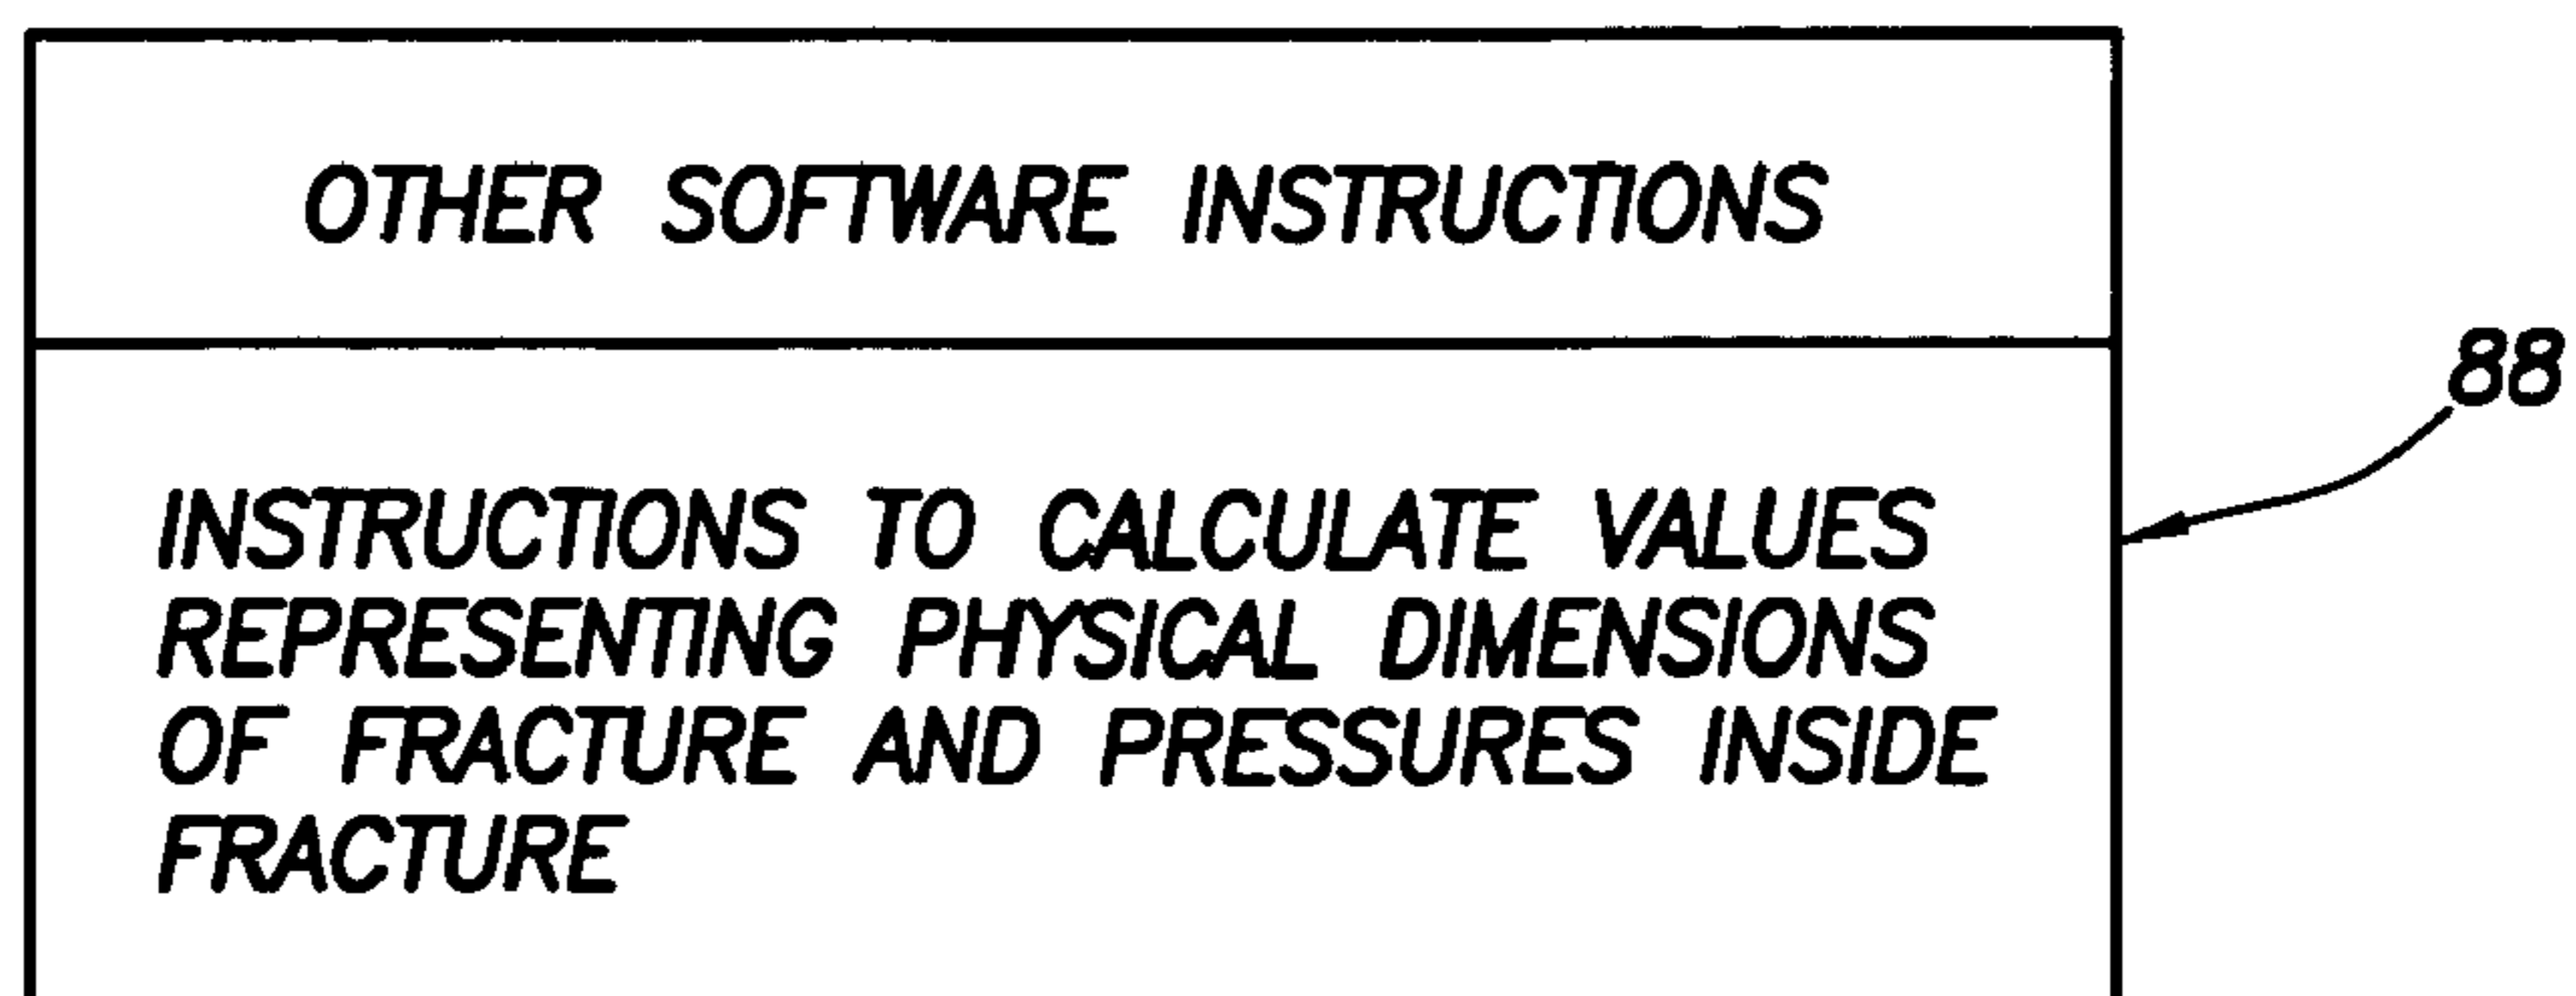 OTHER SOFTWARE INSTRUCTIONS
88
INSTRUCTIONS TO CALCULATE VALUES
REPRESENTING PHYSICAL DIMENSIONS
OF FRACTURE AND PRESSURES INSIDE
FRACTURE